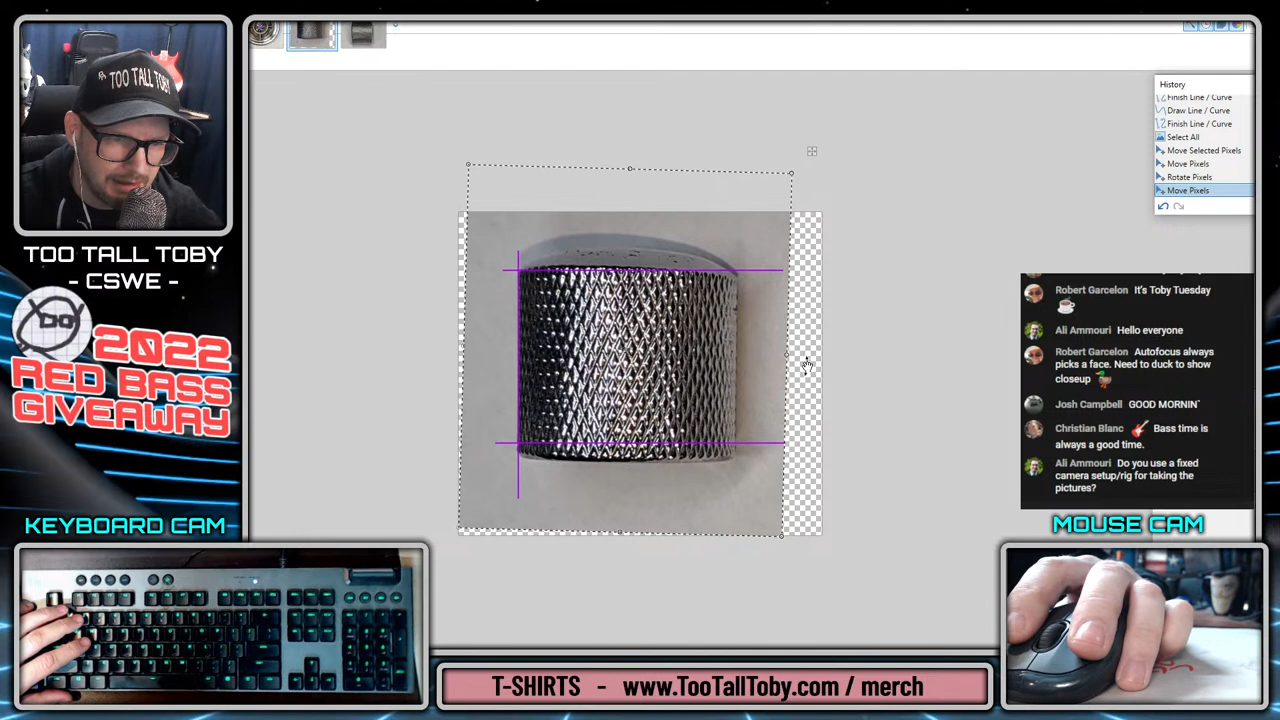 TOO TALL TOBY
TOO TALL TOBY
- CSWE -
2022
RED BASS
GIVEAWAY
KEYBOARD CAM
History
Finish Line / Curve
Draw Line / Curve
Finish Line / Curve
Select All
Move Selected Pixels
Move Pixels
Rotate Pixels
Move Pixels
Robert Garcelon It's Toby Tuesday
Ali Ammouri Hello everyone
Robert Garcelon Autofocus always
picks a face. Need to duck to show
closeup
Josh Campbell GOOD MORNIN`
Christian Blanc Bass time is
always a good time.
Ali Ammouri Do you use a fixed
camera setup/rig for taking the
pictures?
MOUSE CAM
T-SHIRTS - www.TooTallToby.com / merch